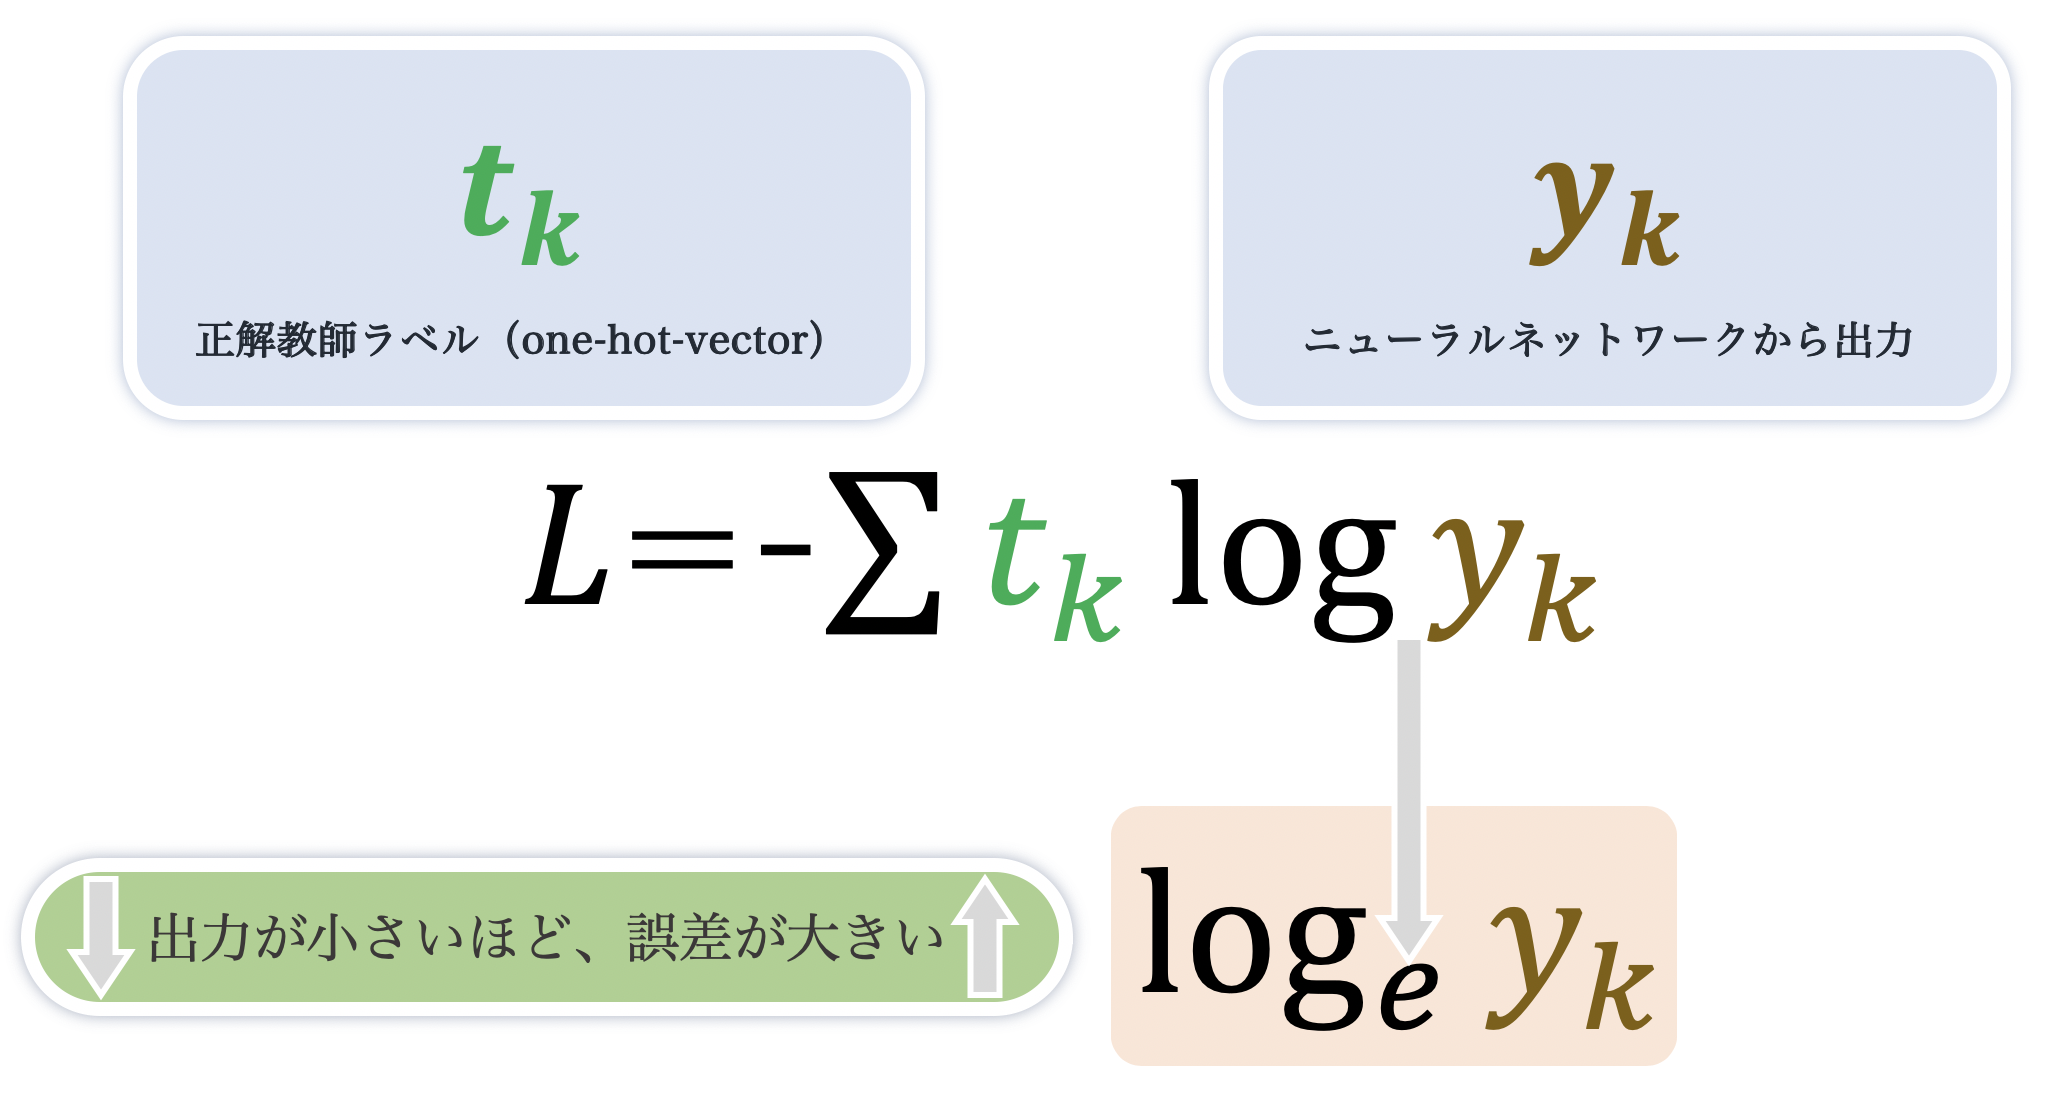 t_k
正解教師ラベル（one-hot-vector）
y_k
ニューラルネットワークから出力
L=-∑ t_k log y_k
出力が小さいほど、誤差が大きい
log_e y_k